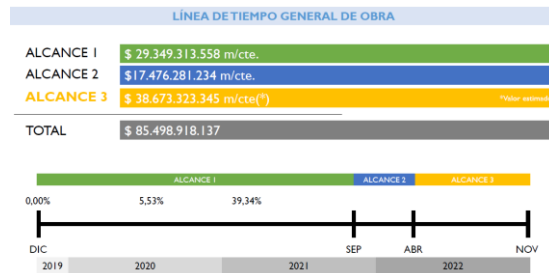 LÍNEA DE TIEMPO GENERAL DE OBRA
ALCANCE 1 $ 29.349.313.558 m/cte.
ALCANCE 2 $17.476.281.234 m/cte.
ALCANCE 3 $ 38.673.323.345 m/cte(*) *Valor estimado
TOTAL $ 85.498.918.137
ALCANCE 1 ALCANCE 2 ALCANCE 3
0,00% 5,53% 39,34%
DIC SEP ABR NOV
2019 2020 2021 2022